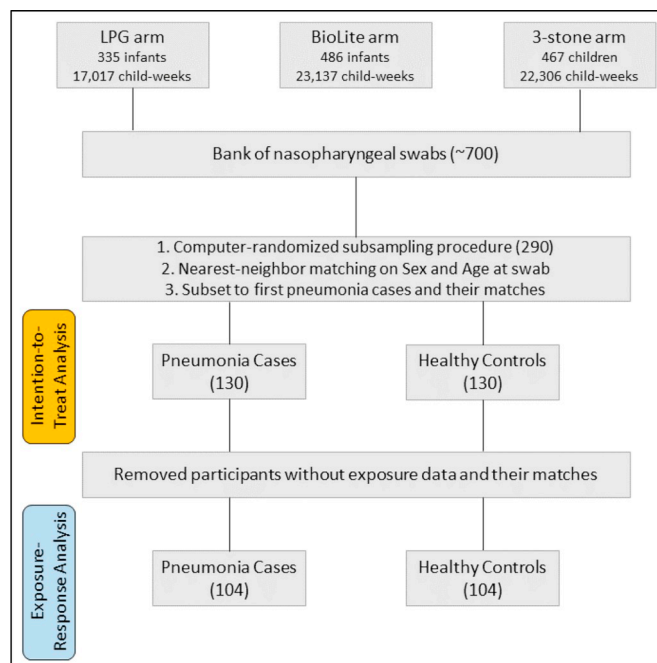 LPG arm
335 infants
17,017 child-weeks
BioLite arm
486 infants
23,137 child-weeks
3-stone arm
467 children
22,306 child-weeks
Bank of nasopharyngeal swabs (~700)
1. Computer-randomized subsampling procedure (290)
2. Nearest-neighbor matching on Sex and Age at swab
3. Subset to first pneumonia cases and their matches
Intention-to-
Treat Analysis
Pneumonia Cases
(130)
Healthy Controls
(130)
Removed participants without exposure data and their matches
Exposure-
Response Analysis
Pneumonia Cases
(104)
Healthy Controls
(104)